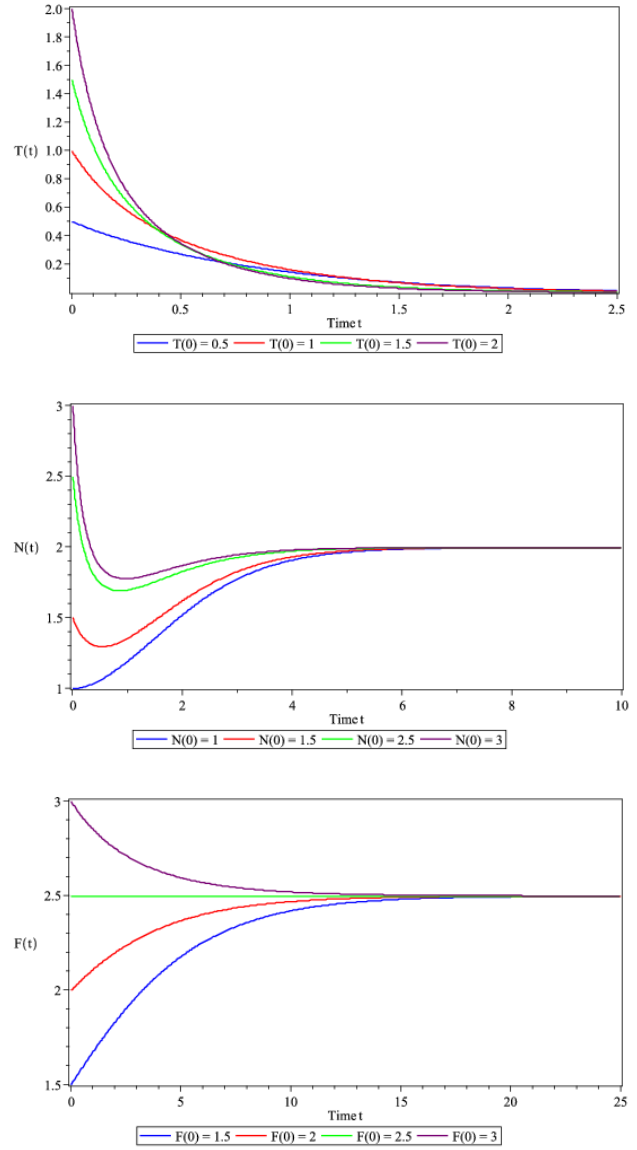 2.0
1.8
1.6
1.4
1.2
T(t) 1.0
0.8
0.6
0.4
0.2
0 0.5 1 1.5 2 2.5
Time t
T(0) = 0.5 T(0) = 1 T(0) = 1.5 T(0) = 2
3
2.5
N(t) 2
1.5
1
0 2 4 6 8 10
Time t
N(0) = 1 N(0) = 1.5 N(0) = 2.5 N(0) = 3
3
2.5
F(t)
2
1.5
0 5 10 15 20 25
Time t
F(0) = 1.5 F(0) = 2 F(0) = 2.5 F(0) = 3